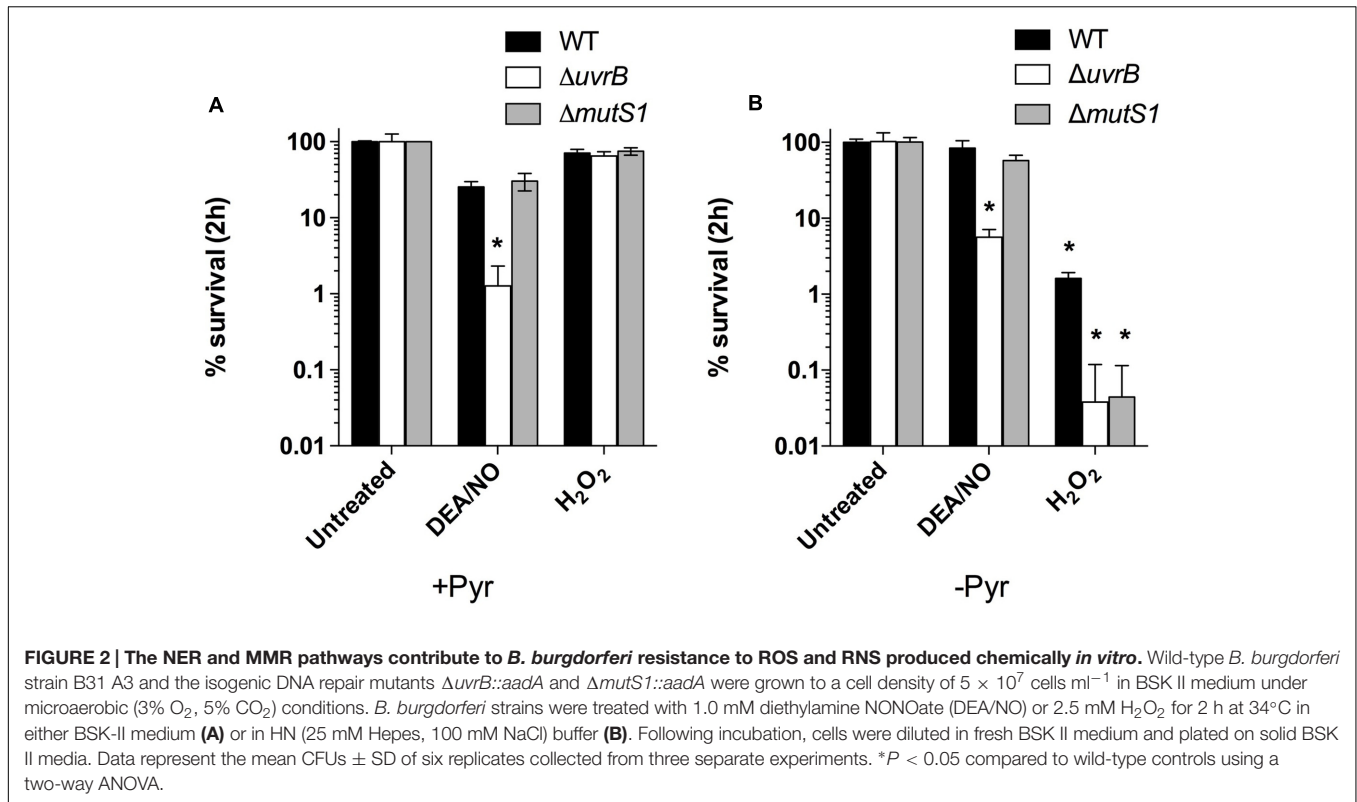 A
WT
ΔuvrB
ΔmutS1
% survival (2h)
100
10
1
0.1
0.01
*
Untreated
DEA/NO
H₂O₂
+Pyr
B
WT
ΔuvrB
ΔmutS1
% survival (2h)
100
10
1
0.1
0.01
*
*
* *
Untreated
DEA/NO
H₂O₂
-Pyr
FIGURE 2 | The NER and MMR pathways contribute to B. burgdorferi resistance to ROS and RNS produced chemically in vitro. Wild-type B. burgdorferi
strain B31 A3 and the isogenic DNA repair mutants ΔuvrB::aadA and ΔmutS1::aadA were grown to a cell density of 5 × 10⁷ cells ml⁻¹ in BSK II medium under
microaerobic (3% O₂, 5% CO₂) conditions. B. burgdorferi strains were treated with 1.0 mM diethylamine NONOate (DEA/NO) or 2.5 mM H₂O₂ for 2 h at 34°C in
either BSK-II medium (A) or in HN (25 mM Hepes, 100 mM NaCl) buffer (B). Following incubation, cells were diluted in fresh BSK II medium and plated on solid BSK
II media. Data represent the mean CFUs ± SD of six replicates collected from three separate experiments. *P < 0.05 compared to wild-type controls using a
two-way ANOVA.